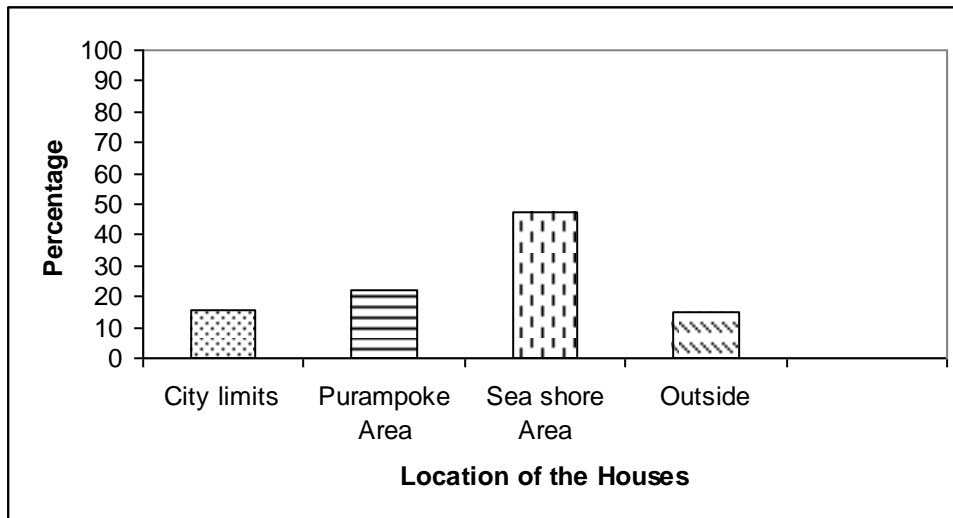 100
90
80
70
60
50
40
30
20
10
0
Percentage
City limits
Purampoke
Area
Sea shore
Area
Outside
Location of the Houses